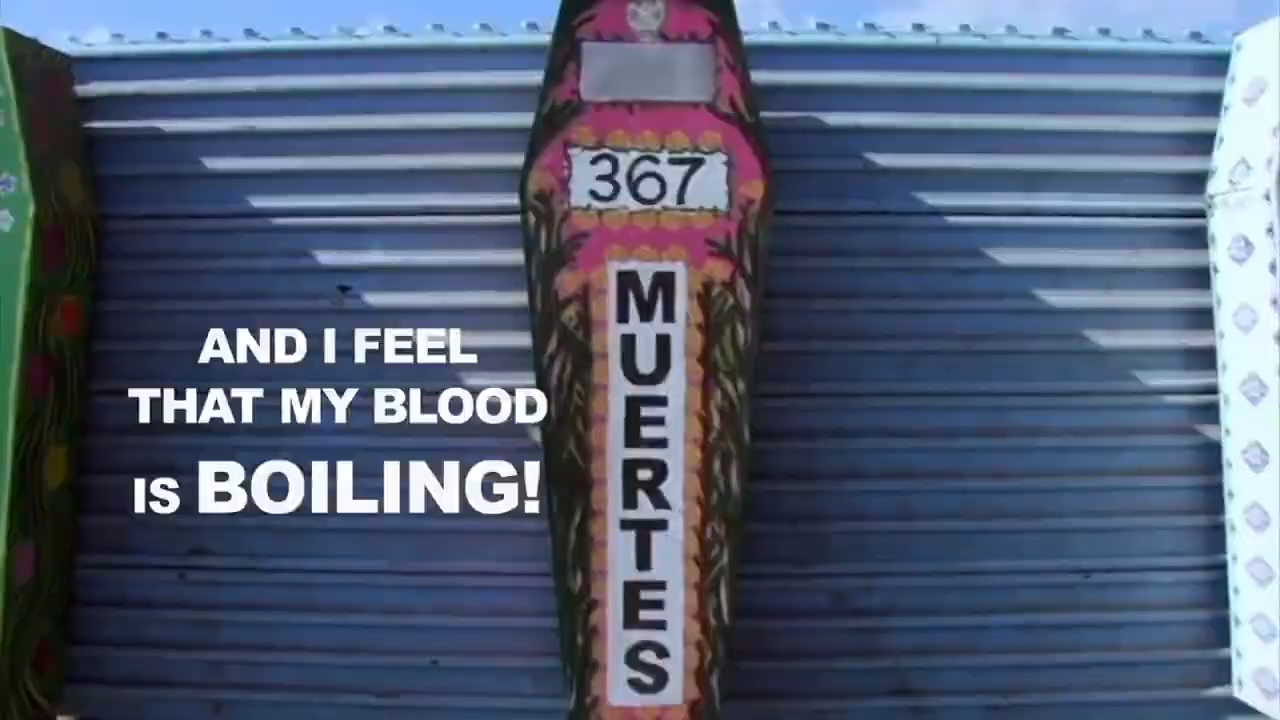 367
MUERTES
AND I FEEL
THAT MY BLOOD
IS BOILING!